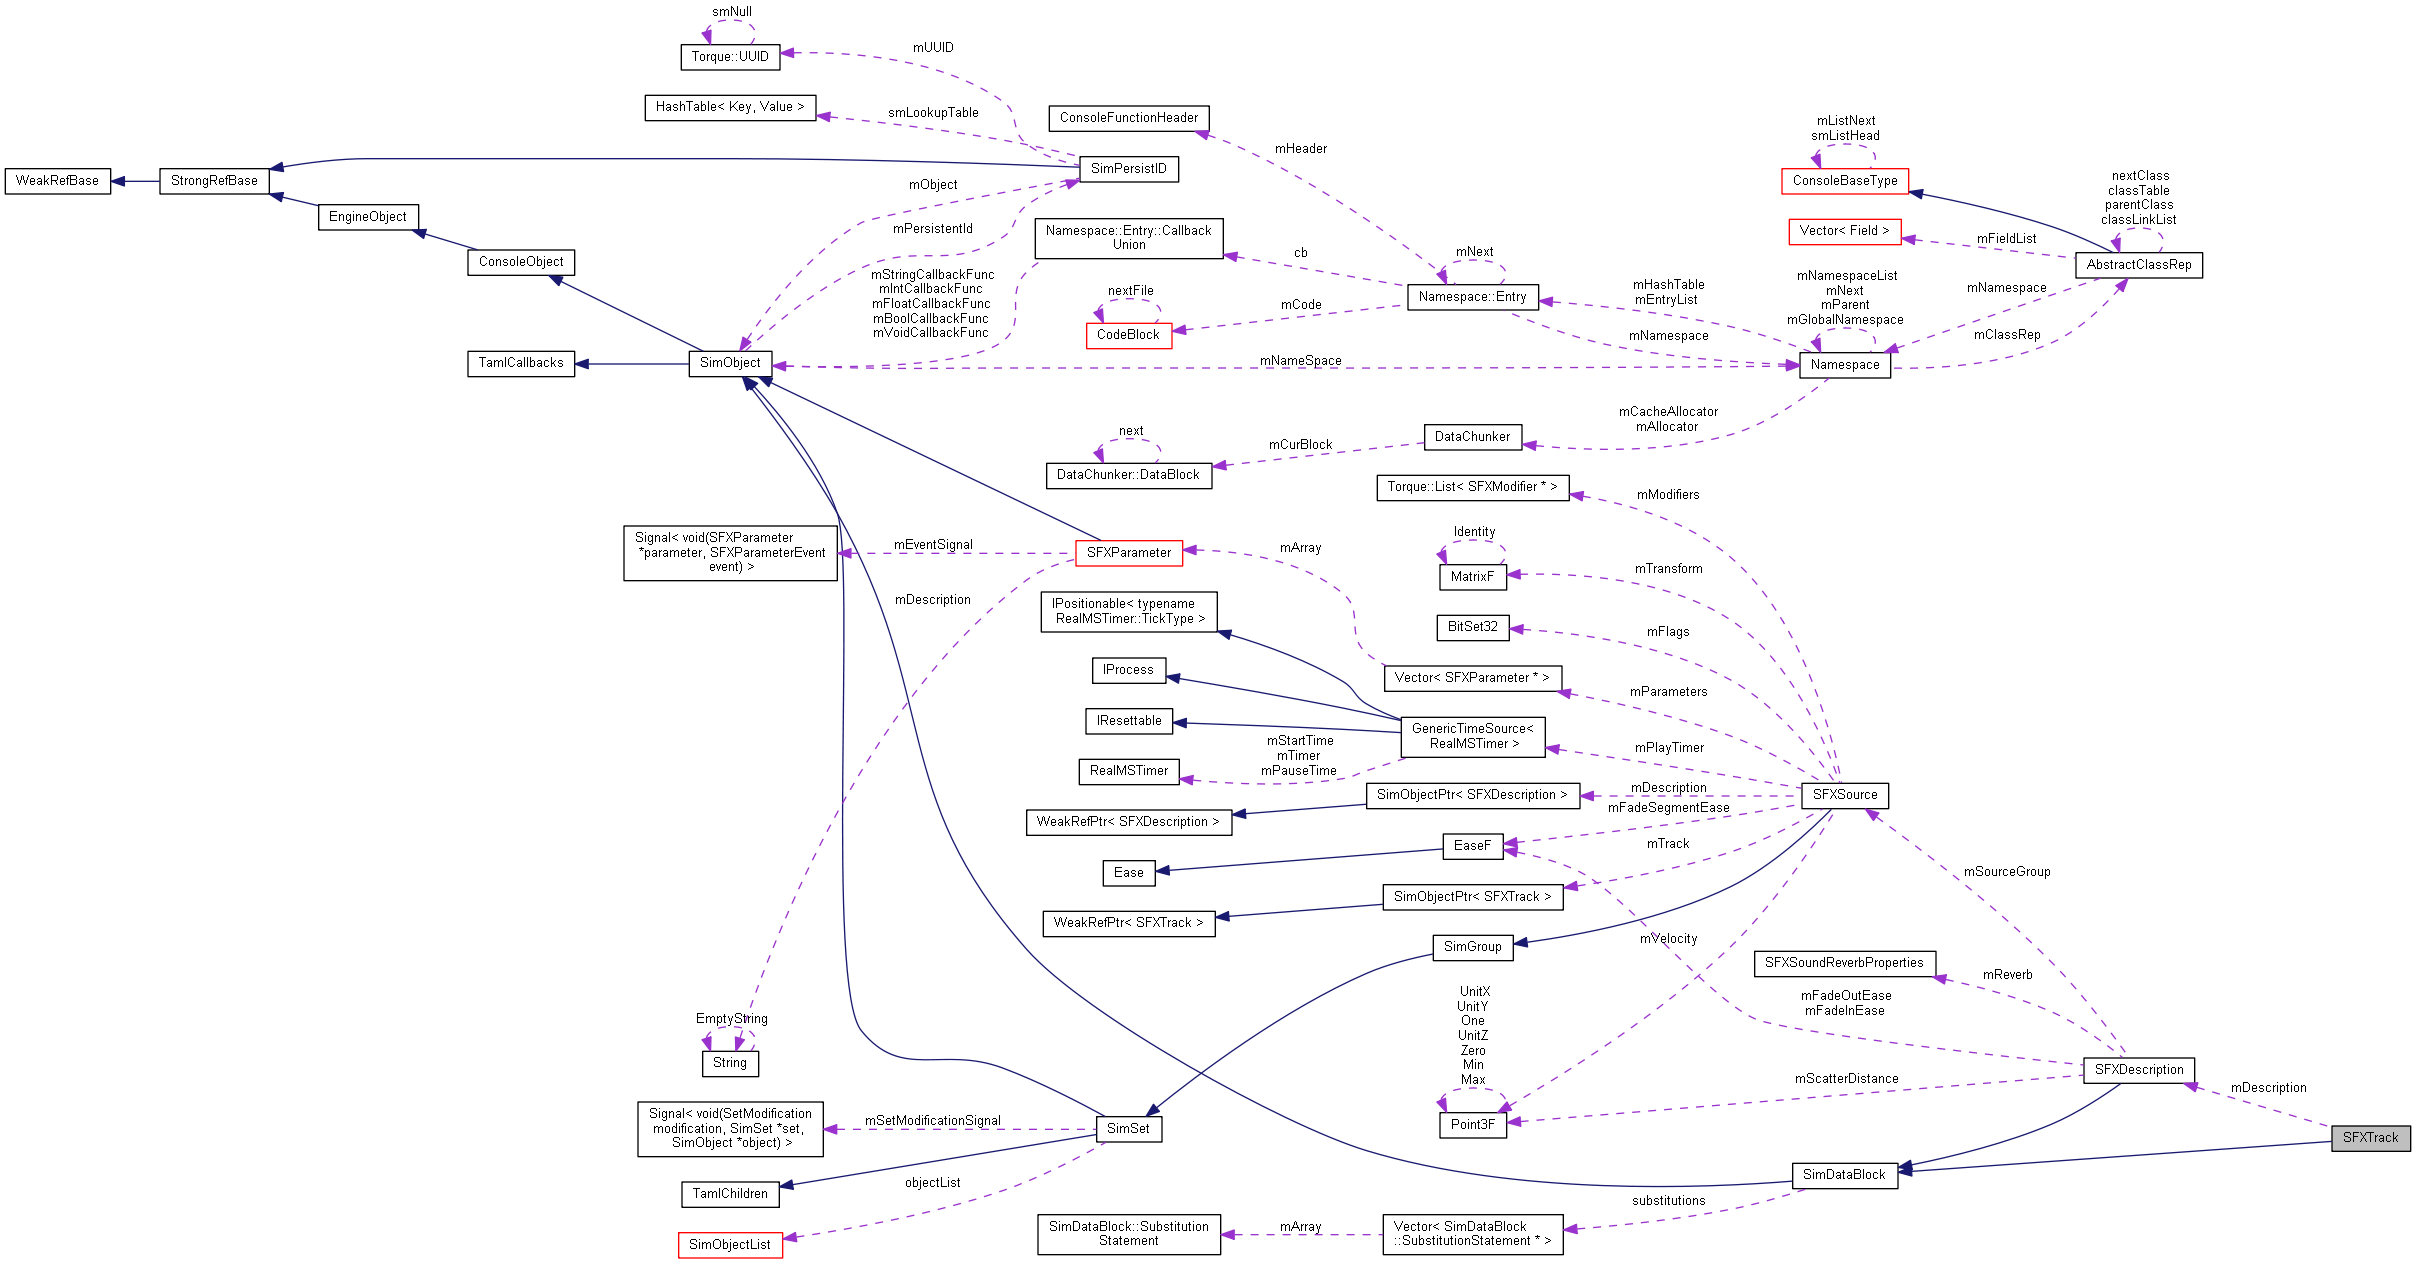 smNull
Torque::UUID
mUUID
HashTable< Key, Value >
smLookupTable
ConsoleFunctionHeader
mHeader
mListNext
smListHead
ConsoleBaseType
nextClass
classTable
parentClass
classLinkList
WeakRefBase
StrongRefBase
SimPersistID
mObject
EngineObject
mPersistentId
Namespace::Entry::Callback
Union
Vector< Field >
mFieldList
AbstractClassRep
ConsoleObject
mStringCallbackFunc
mIntCallbackFunc
mFloatCallbackFunc
mBoolCallbackFunc
mVoidCallbackFunc
cb
mNext
Namespace::Entry
nextFile
CodeBlock
mCode
mHashTable
mEntryList
mNamespace
mNamespaceList
mNext
mParent
mGlobalNamespace
mNamespace
mClassRep
TamlCallbacks
SimObject
mNameSpace
Namespace
mCacheAllocator
mAllocator
next
DataChunker::DataBlock
mCurBlock
DataChunker
Torque::List< SFXModifier * >
mModifiers
Signal< void(SFXParameter
*parameter, SFXParameterEvent
event) >
mEventSignal
SFXParameter
mArray
Identity
MatrixF
mTransform
mDescription
IPositionable< typename
RealMSTimer::TickType >
BitSet32
mFlags
IProcess
Vector< SFXParameter * >
mParameters
IResettable
GenericTimeSource<
RealMSTimer >
mPlayTimer
mStartTime
mTimer
mPauseTime
RealMSTimer
SimObjectPtr< SFXDescription >
mDescription
SFXSource
mFadeSegmentEase
WeakRefPtr< SFXDescription >
EaseF
mTrack
Ease
mSourceGroup
SimObjectPtr< SFXTrack >
WeakRefPtr< SFXTrack >
SimGroup
mVelocity
SFXSoundReverbProperties
mReverb
mFadeOutEase
mFadeInEase
UnitX
UnitY
One
UnitZ
Zero
Min
Max
Point3F
EmptyString
String
mScatterDistance
SFXDescription
mDescription
Signal< void(SetModification
modification, SimSet *set,
SimObject *object) >
mSetModificationSignal
SimSet
SFXTrack
TamlChildren
objectList
SimDataBlock
substitutions
SimObjectList
SimDataBlock::Substitution
Statement
mArray
Vector< SimDataBlock
::SubstitutionStatement * >